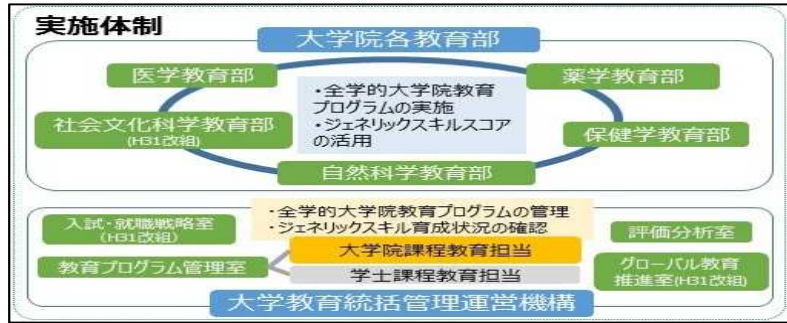 実施体制
大学院各教育部
医学教育部
薬学教育部
・全学的大学院教育
プログラムの実施
・ジェネリックスキルスコア
の活用
社会文化科学教育部
(H31改組)
保健学教育部
自然科学教育部
・全学的大学院教育プログラムの管理
・ジェネリックスキル育成状況の確認
入試・就職戦略室
(H31改組)
評価分析室
大学院課程教育担当
教育プログラム管理室
学士課程教育担当
グローバル教育
推進室(H31改組)
大学教育統括管理運営機構